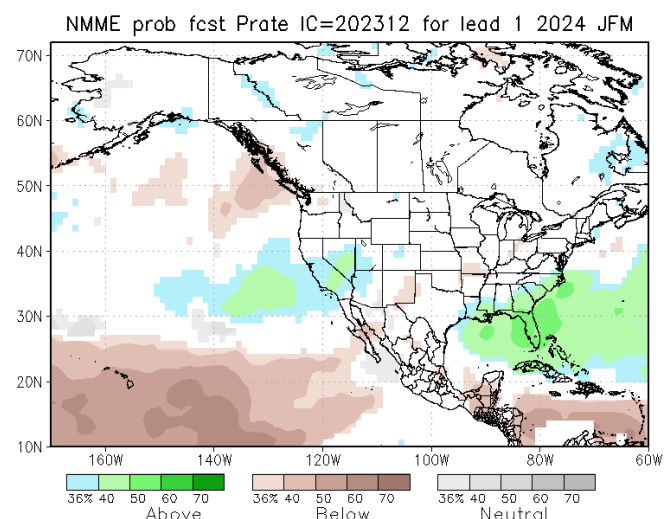 NMME prob fcst Prate IC=202312 for lead 1 2024 JFM
70N
60N
50N
40N
30N
20N
10N
160W 140W 120W 100W 80W 60W
36% 40 50 60 70 36% 40 50 60 70 36% 40 50 60 70
Above Below Neutral